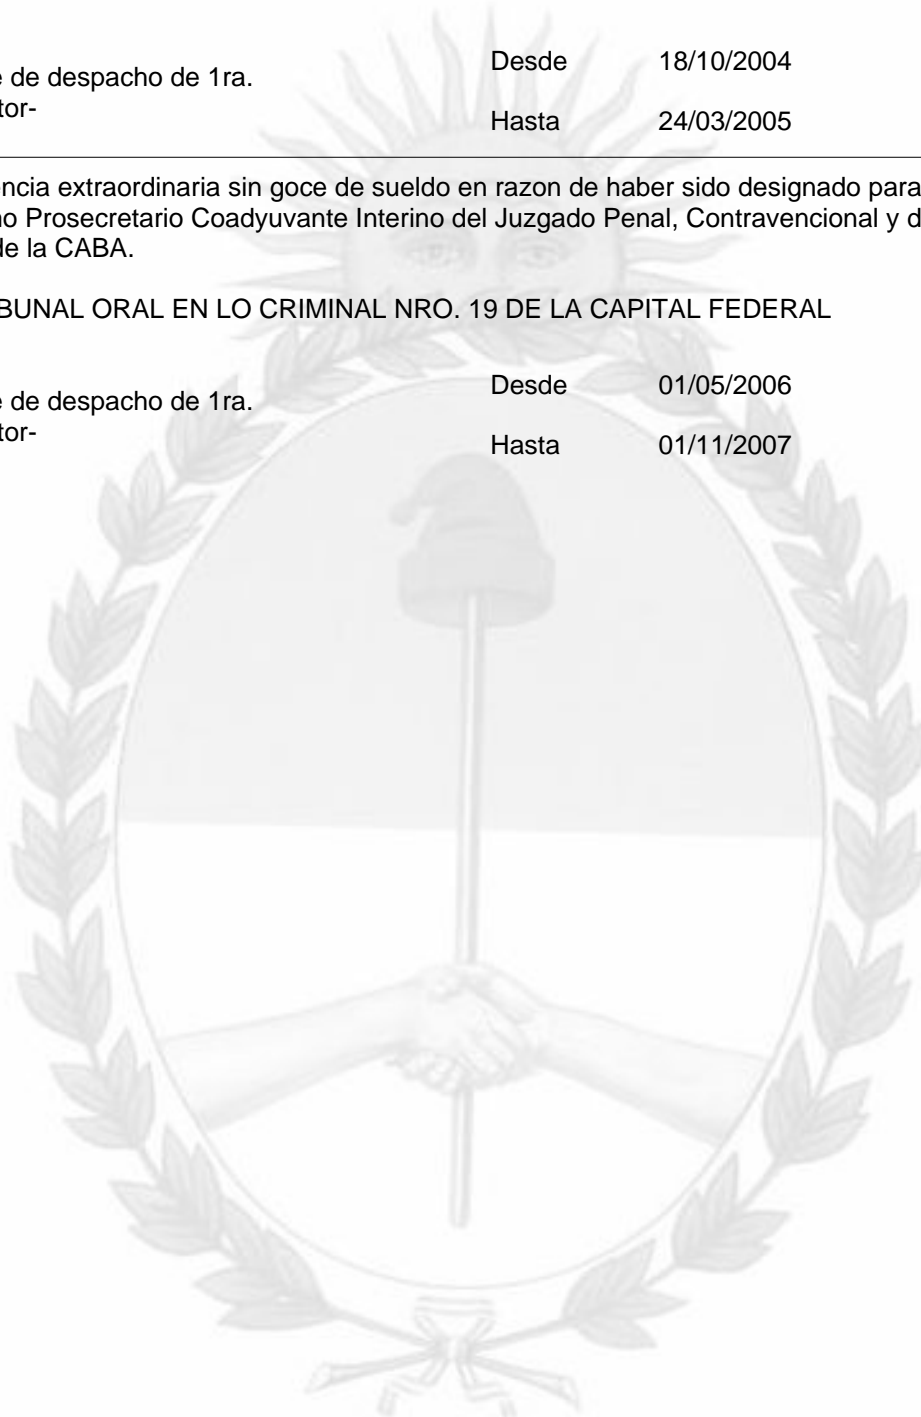 Desde 18/10/2004
e de despacho de 1ra.
tor-
Hasta 24/03/2005
ncia extraordinaria sin goce de sueldo en razon de haber sido designado para
no Prosecretario Coadyuvante Interino del Juzgado Penal, Contravencional y d
de la CABA.
BUNAL ORAL EN LO CRIMINAL NRO. 19 DE LA CAPITAL FEDERAL
Desde 01/05/2006
e de despacho de 1ra.
tor-
Hasta 01/11/2007